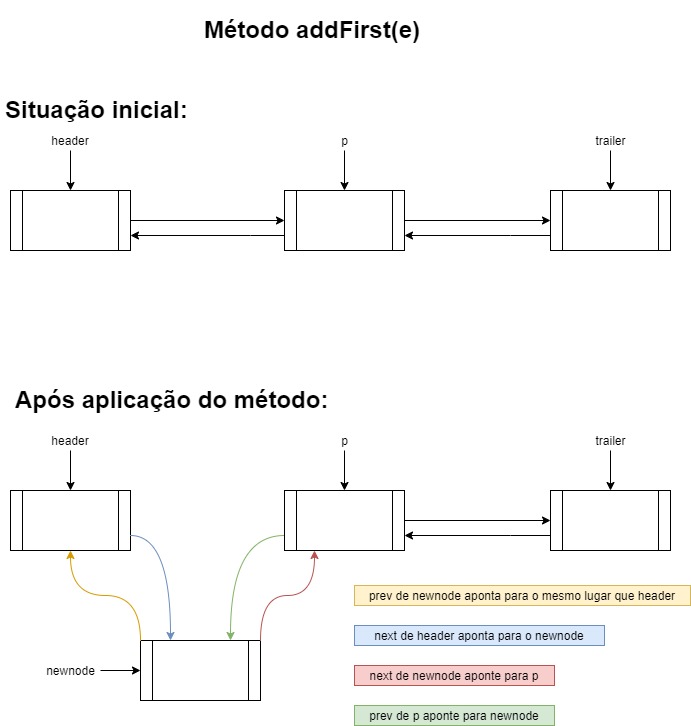 Método addFirst(e)
Situação inicial:
header
p
trailer
Após aplicação do método:
header
p
trailer
newnode
prev de newnode aponta para o mesmo lugar que header
next de header aponta para o newnode
next de newnode aponte para p
prev de p aponte para newnode